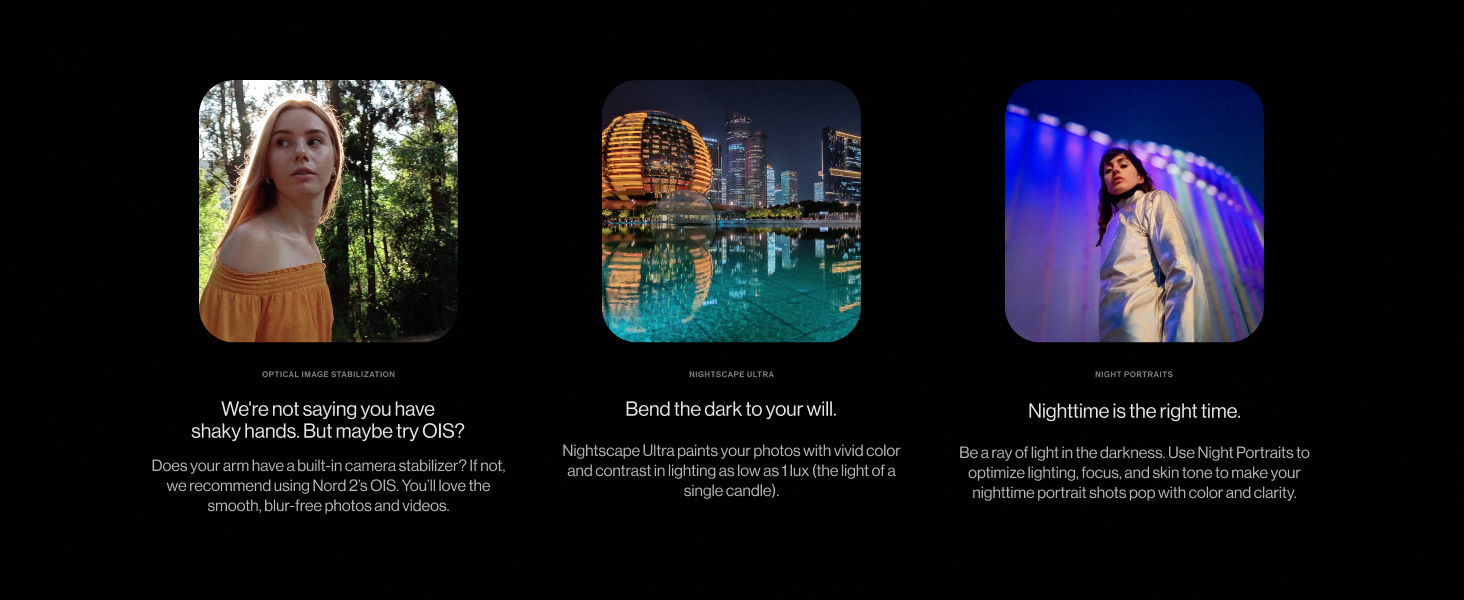 OPTICAL IMAGE STABILIZATION
We're not saying you have
shaky hands. But maybe try OIS?
Does your arm have a built-in camera stabilizer? If not,
we recommend using Nord 2's OIS. You'll love the
smooth, blur-free photos and videos.
NIGHTSCAPE ULTRA
Bend the dark to your will.
Nightscape Ultra paints your photos with vivid color
and contrast in lighting as low as 1 lux (the light of a
single candle).
NIGHT PORTRAITS
Nighttime is the right time.
Be a ray of light in the darkness. Use Night Portraits to
optimize lighting, focus, and skin tone to make your
nighttime portrait shots pop with color and clarity.